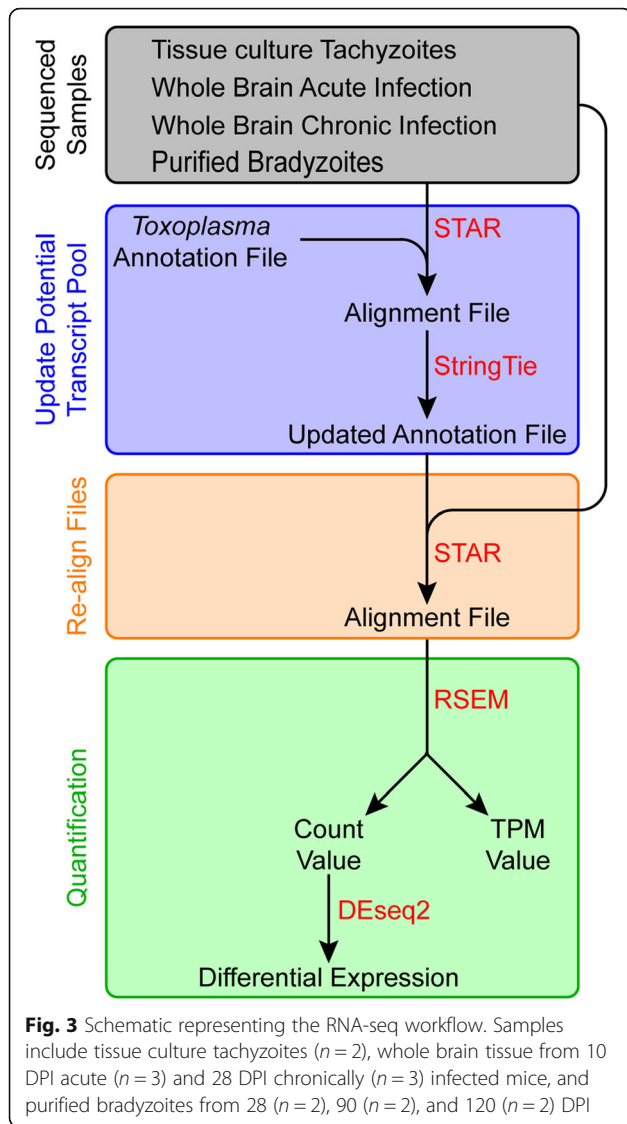 Sequenced
Samples
Tissue culture Tachyzoites
Whole Brain Acute Infection
Whole Brain Chronic Infection
Purified Bradyzoites
Update Potential
Transcript Pool
Toxoplasma
Annotation File
STAR
Alignment File
StringTie
Updated Annotation File
Re-align Files
STAR
Alignment File
Quantification
RSEM
Count
Value
TPM
Value
DEseq2
Differential Expression
Fig. 3 Schematic representing the RNA-seq workflow. Samples
include tissue culture tachyzoites (n = 2), whole brain tissue from 10
DPI acute (n = 3) and 28 DPI chronically (n = 3) infected mice, and
purified bradyzoites from 28 (n = 2), 90 (n = 2), and 120 (n = 2) DPI